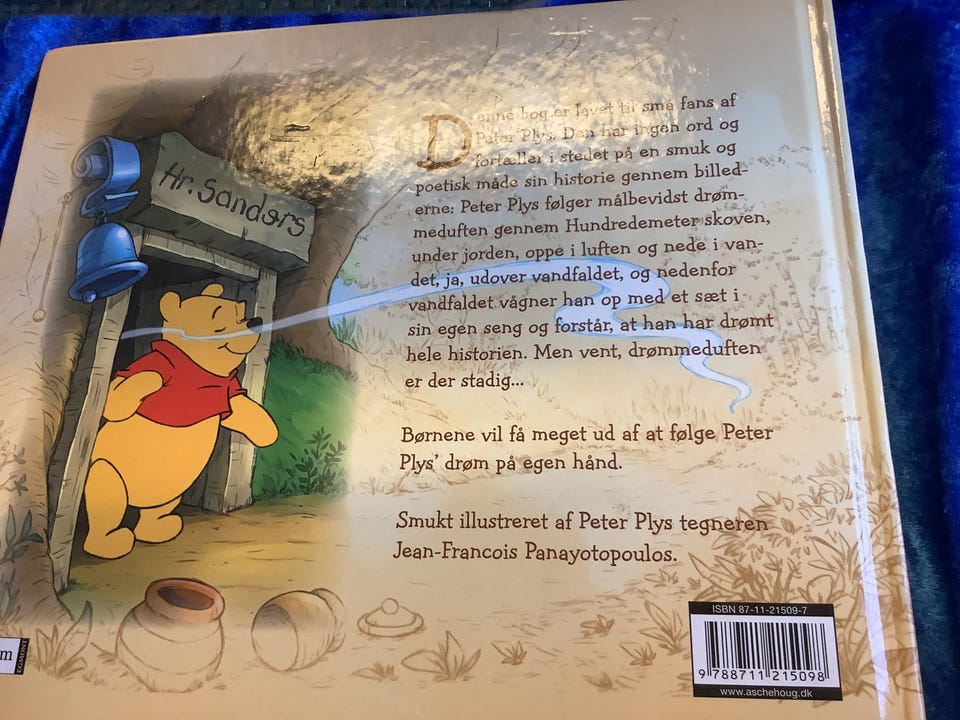 Hr. Sanders
Denne bog er lavet til små fans af
Peter Plys. Den har ingen ord og
fortæller i stedet på en smuk og
poetisk måde sin historie gennem billed-
erne: Peter Plys følger målbevidst drøm-
meduften gennem Hundredemeter skoven,
under jorden, oppe i luften og nede i van-
det, ja, udover vandfaldet, og nedenfor
vandfaldet vågner han op med et sæt i
sin egen seng og forstår, at han har drømt
hele historien. Men vent, drømmeduften
er der stadig...
Børnene vil få meget ud af at følge Peter
Plys' drøm på egen hånd.
Smukt illustreret af Peter Plys tegneren
Jean-Francois Panayotopoulos.
m
EGMONT
ISBN 87-11-21509-7
9 788711 215098
www.aschehoug.dk